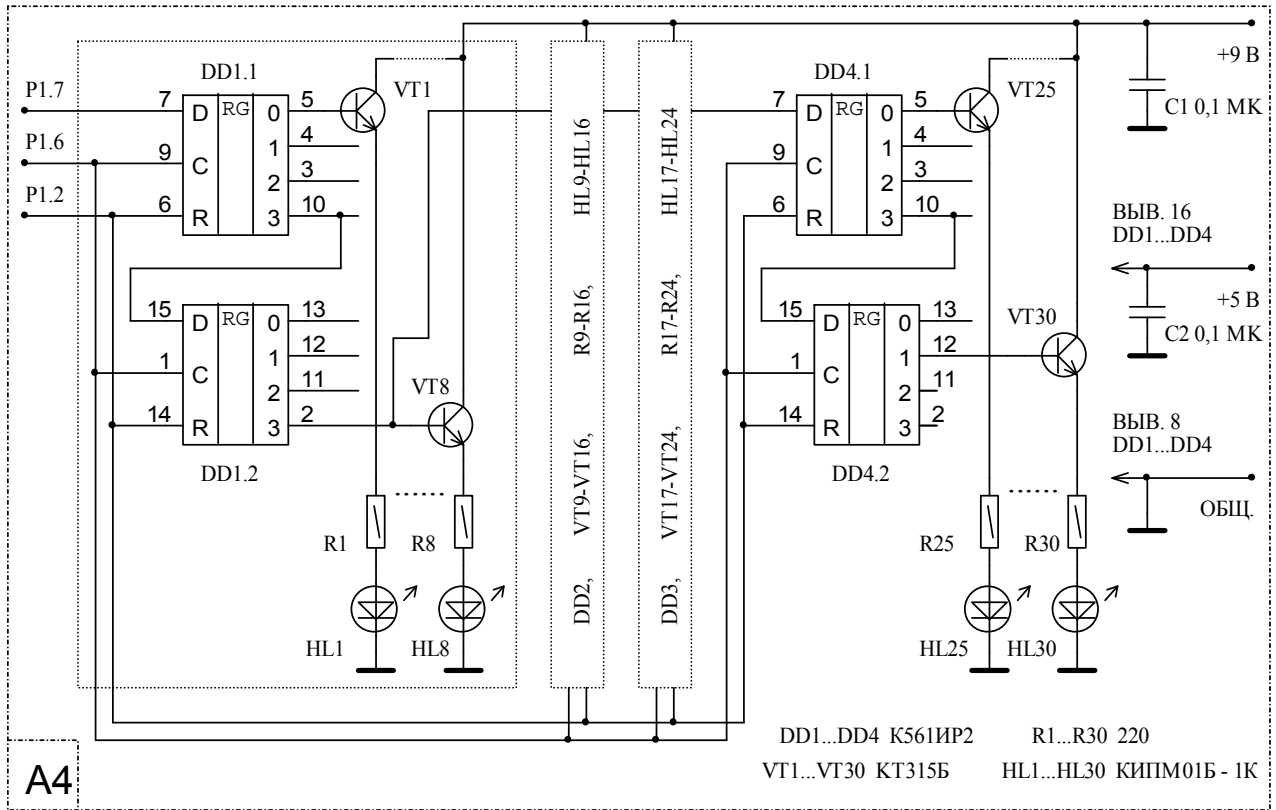 DD1.1
VT1
DD4.1
VT25
+9 В
C1 0,1 МК
P1.7
P1.6
P1.2
7
9
6
D
C
R
RG
0
1
2
3
5
4
3
10
7
9
6
D
C
R
RG
0
1
2
3
5
4
3
10
ВЫВ. 16
DD1...DD4
+5 В
C2 0,1 МК
15
1
14
D
C
R
RG
0
1
2
3
13
12
11
2
VT8
DD1.2
15
1
14
D
C
R
RG
0
1
2
3
13
12
11
2
VT30
DD4.2
ВЫВ. 8
DD1...DD4
ОБЩ.
DD2, VT9-VT16, R9-R16, HL9-HL16
DD3, VT17-VT24, R17-R24, HL17-HL24
R1
R8
R25
R30
HL1
HL8
HL25
HL30
DD1...DD4 К561ИР2
R1...R30 220
VT1...VT30 КТ315Б
HL1...HL30 КИПМ01Б - 1К
A4